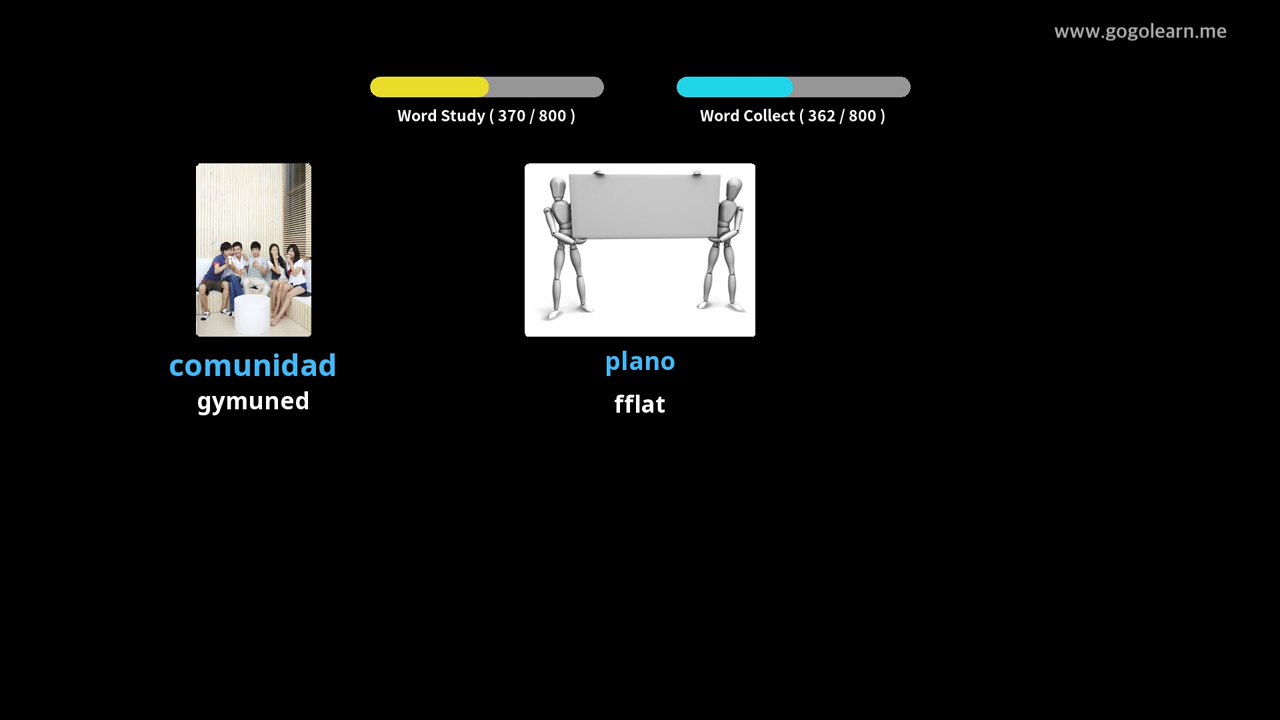 www.gogolearn.me
Word Study ( 370 / 800 )
Word Collect ( 362 / 800 )
comunidad
gymuned
plano
fflat